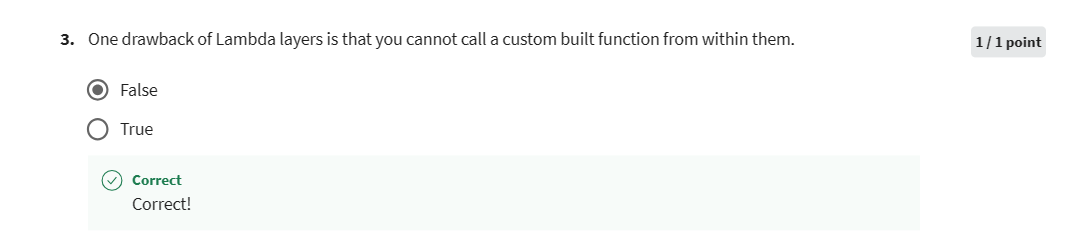 3. One drawback of Lambda layers is that you cannot call a custom built function from within them.
1 / 1 point
False
True
Correct
Correct!